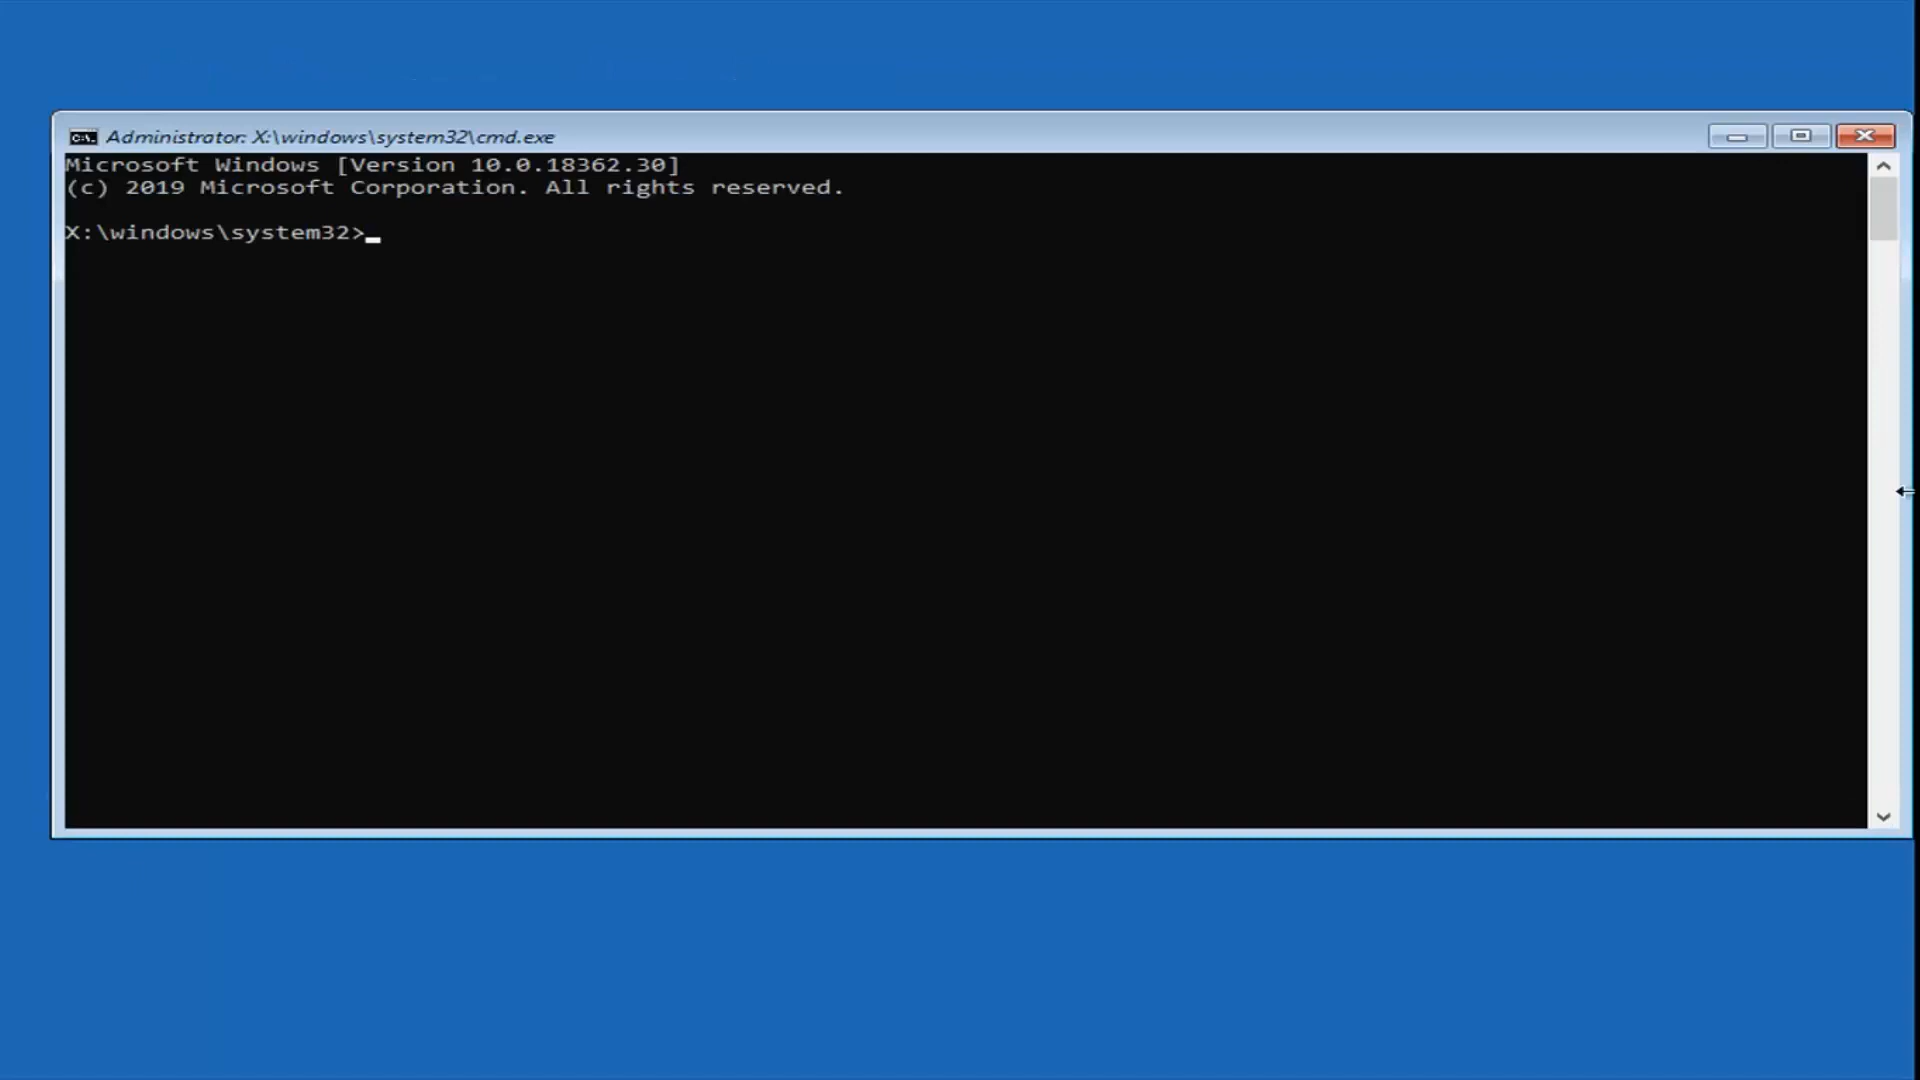 Administrator: X:\windows\system32\cmd.exe
Microsoft Windows [Version 10.0.18362.30]
(c) 2019 Microsoft Corporation. All rights reserved.
X:\windows\system32>